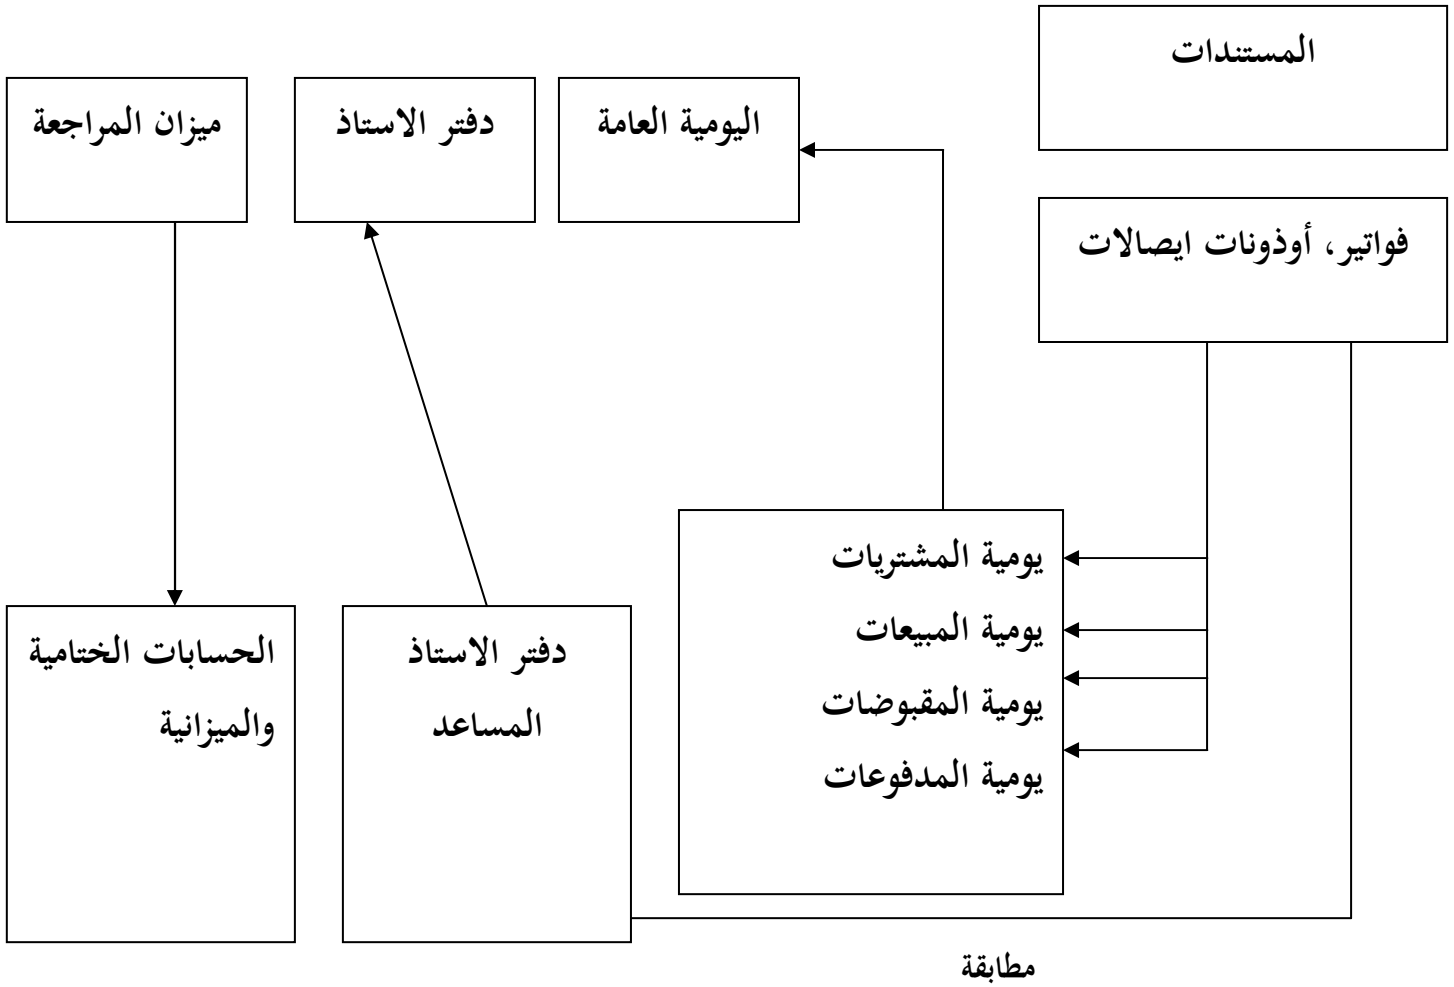 المستندات
اليومية العامة
دفتر الاستاذ
ميزان المراجعة
فواتير، أوذونات ايصالات
يومية المشتريات
يومية المبيعات
يومية المقبوضات
يومية المدفوعات
دفتر الاستاذ
المساعد
الحسابات الختامية
والميزانية
مطابقة